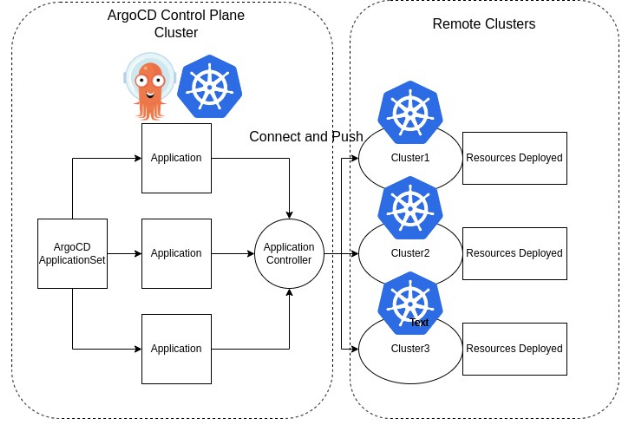 ArgoCD Control Plane
Cluster
Remote Clusters
Connect and Push
Application
Cluster1
Resources Deployed
ArgoCD
ApplicationSet
Application
Application
Controller
Cluster2
Resources Deployed
Text
Application
Cluster3
Resources Deployed